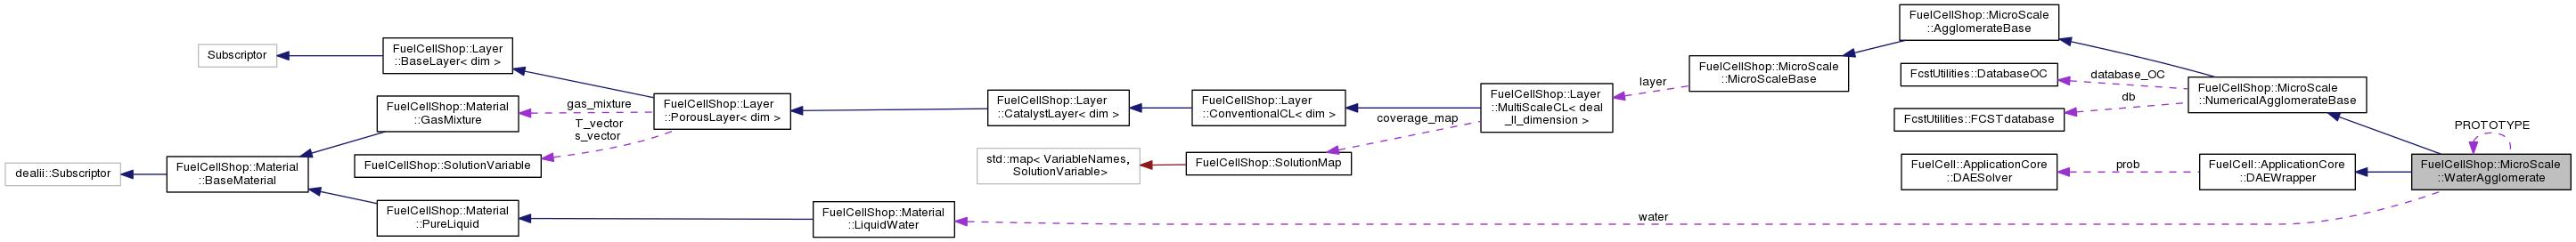 FuelCellShop::MicroScale
::AgglomerateBase
FuelCellShop::Layer
::BaseLayer< dim >
Subscriptor
FuelCellShop::MicroScale
::MicroScaleBase
FcstUtilities::DatabaseOC
database_OC
layer
FuelCellShop::MicroScale
::NumericalAgglomerateBase
db
FuelCellShop::Material
::GasMixture
gas_mixture
FuelCellShop::Layer
::PorousLayer< dim >
FuelCellShop::Layer
::CatalystLayer< dim >
FuelCellShop::Layer
::ConventionalCL< dim >
FuelCellShop::Layer
::MultiScaleCL< deal
_II_dimension >
coverage_map
FcstUtilities::FCSTdatabase
PROTOTYPE
T_vector
s_vector
FuelCellShop::SolutionVariable
std::map< VariableNames,
SolutionVariable>
FuelCellShop::SolutionMap
dealii::Subscriptor
FuelCellShop::Material
::BaseMaterial
FuelCell::ApplicationCore
::DAESolver
prob
FuelCell::ApplicationCore
::DAEWrapper
FuelCellShop::MicroScale
::WaterAgglomerate
FuelCellShop::Material
::PureLiquid
FuelCellShop::Material
::LiquidWater
water